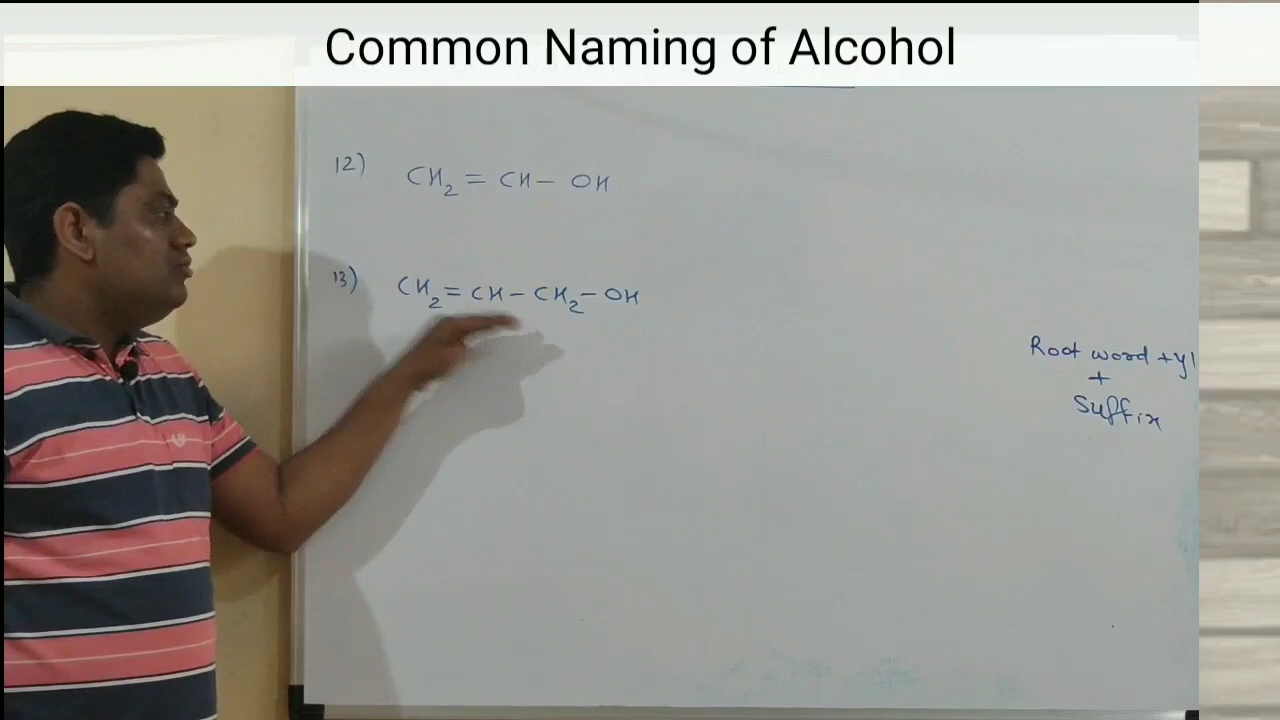 Common Naming of Alcohol
12) CH₂ = CH – OH
13) CH₂ = CH – CH₂ – OH
Root word + yl
+
Suffix